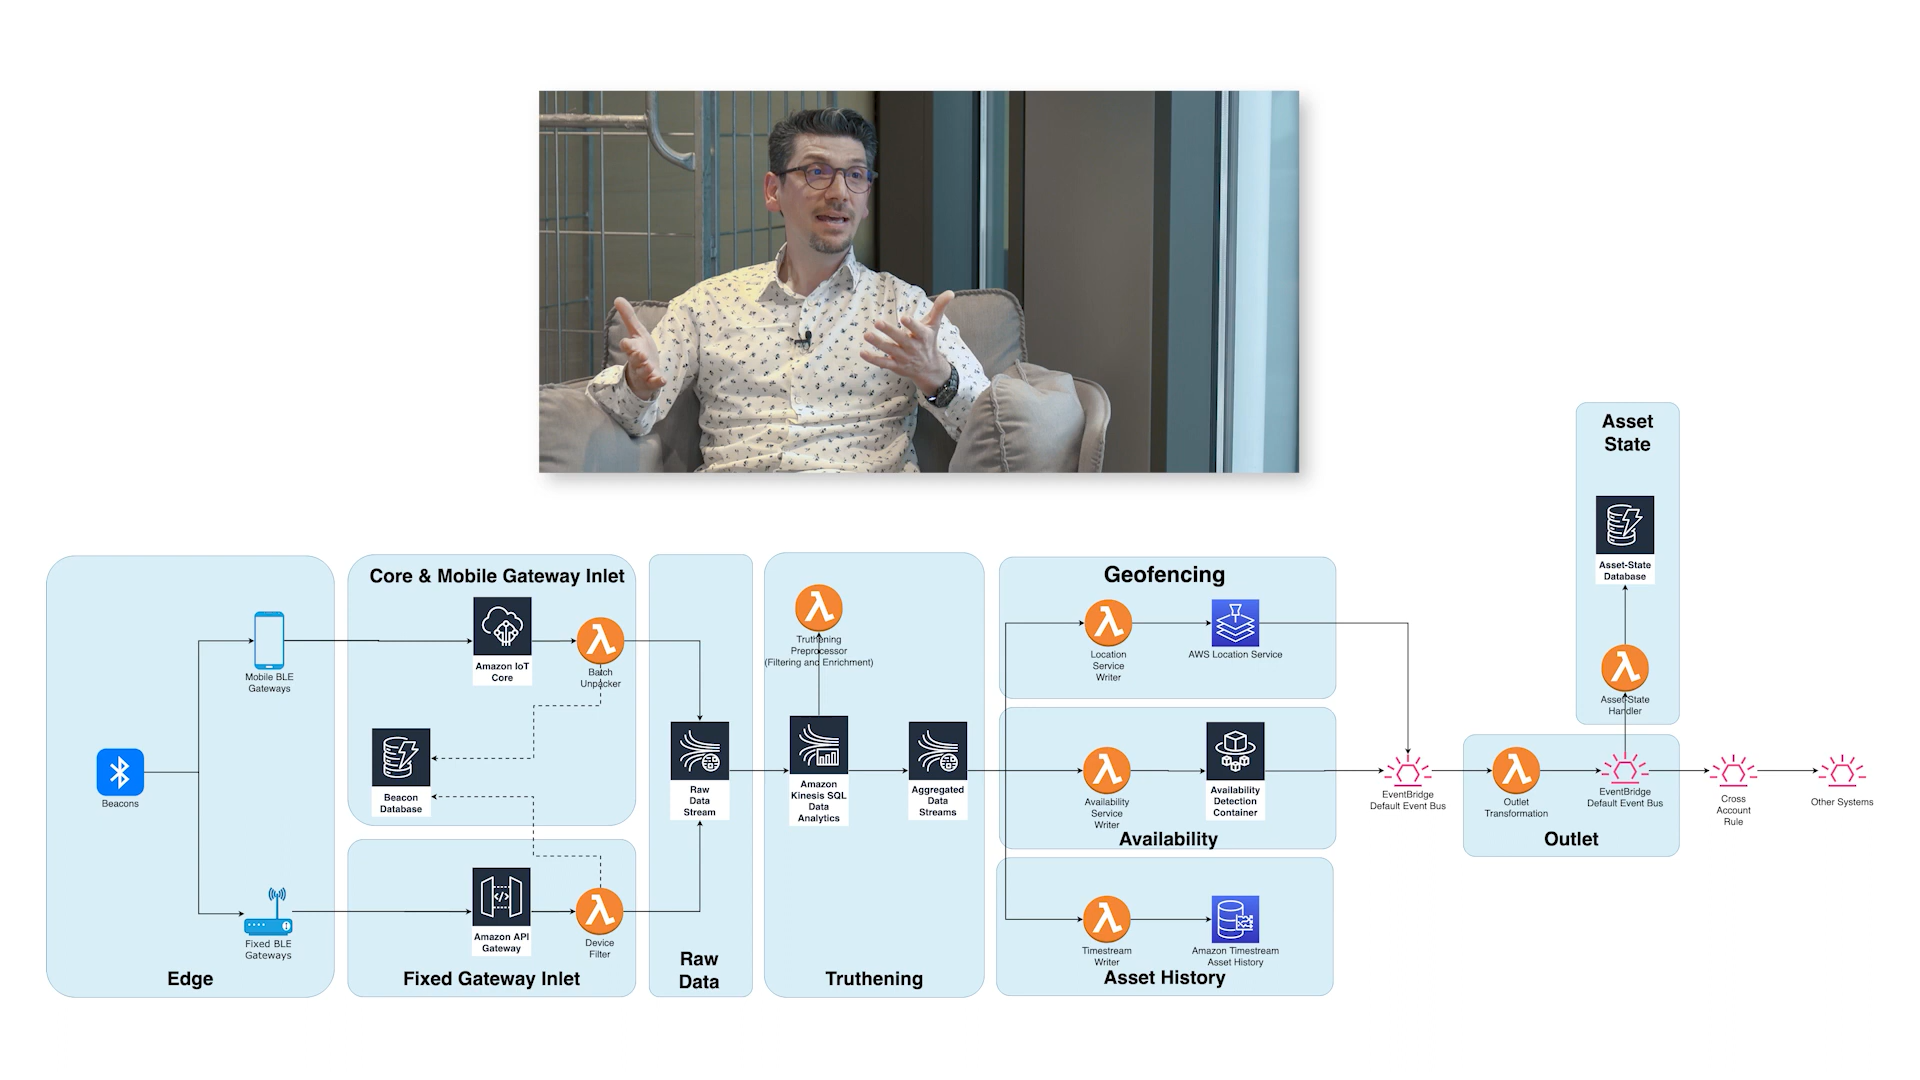 Asset
State
Asset-State
Database
Asset-State
Handler
Core & Mobile Gateway Inlet
Amazon IoT
Core
Batch
Unpacker
Beacon
Database
Mobile BLE
Gateways
Beacons
Fixed BLE
Gateways
Edge
Amazon API
Gateway
Device
Filter
Fixed Gateway Inlet
Raw
Data
Stream
Raw
Data
Truthening
Preprocessor
(Filtering and Enrichment)
Amazon
Kinesis SQL
Data
Analytics
Aggregated
Data
Streams
Truthening
Geofencing
Location
Service
Writer
AWS Location Service
Availability
Service
Writer
Availability
Detection
Container
Availability
Timestream
Writer
Amazon Timestream
Asset History
Asset History
EventBridge
Default Event Bus
Outlet
Transformation
EventBridge
Default Event Bus
Outlet
Cross
Account
Rule
Other Systems